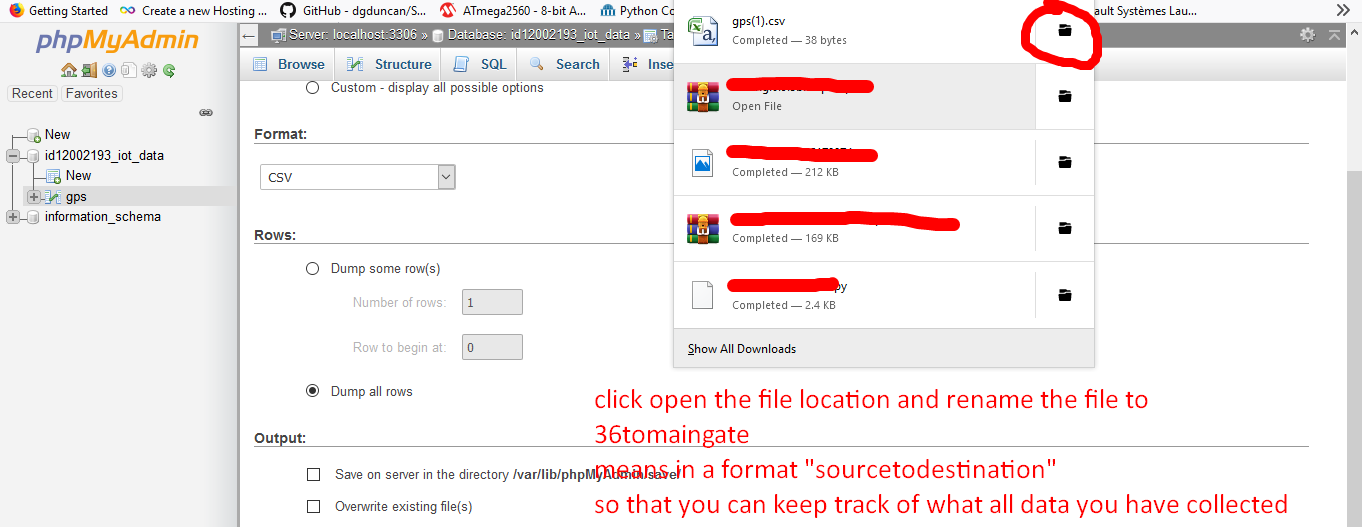 Getting Started
Create a new Hosting ...
GitHub - dgduncan/S...
ATmega2560 - 8-bit A...
Python Co
ault Systèmes Lau...
phpMyAdmin
Recent
Favorites
New
id12002193_iot_data
New
gps
information_schema
Server: localhost:3306 »
Database: id12002193_iot_data »
Ta
Browse
Structure
SQL
Search
Inse
Custom - display all possible options
Format:
CSV
Rows:
Dump some row(s)
Number of rows:
1
Row to begin at:
0
Dump all rows
Output:
Save on server in the directory /var/lib/phpMyAdmin/save/
Overwrite existing file(s)
gps(1).csv
Completed — 38 bytes
Open File
Completed — 212 KB
Completed — 169 KB
py
Completed — 2.4 KB
Show All Downloads
click open the file location and rename the file to
36tomaingate
means in a format "sourcetodestination"
so that you can keep track of what all data you have collected